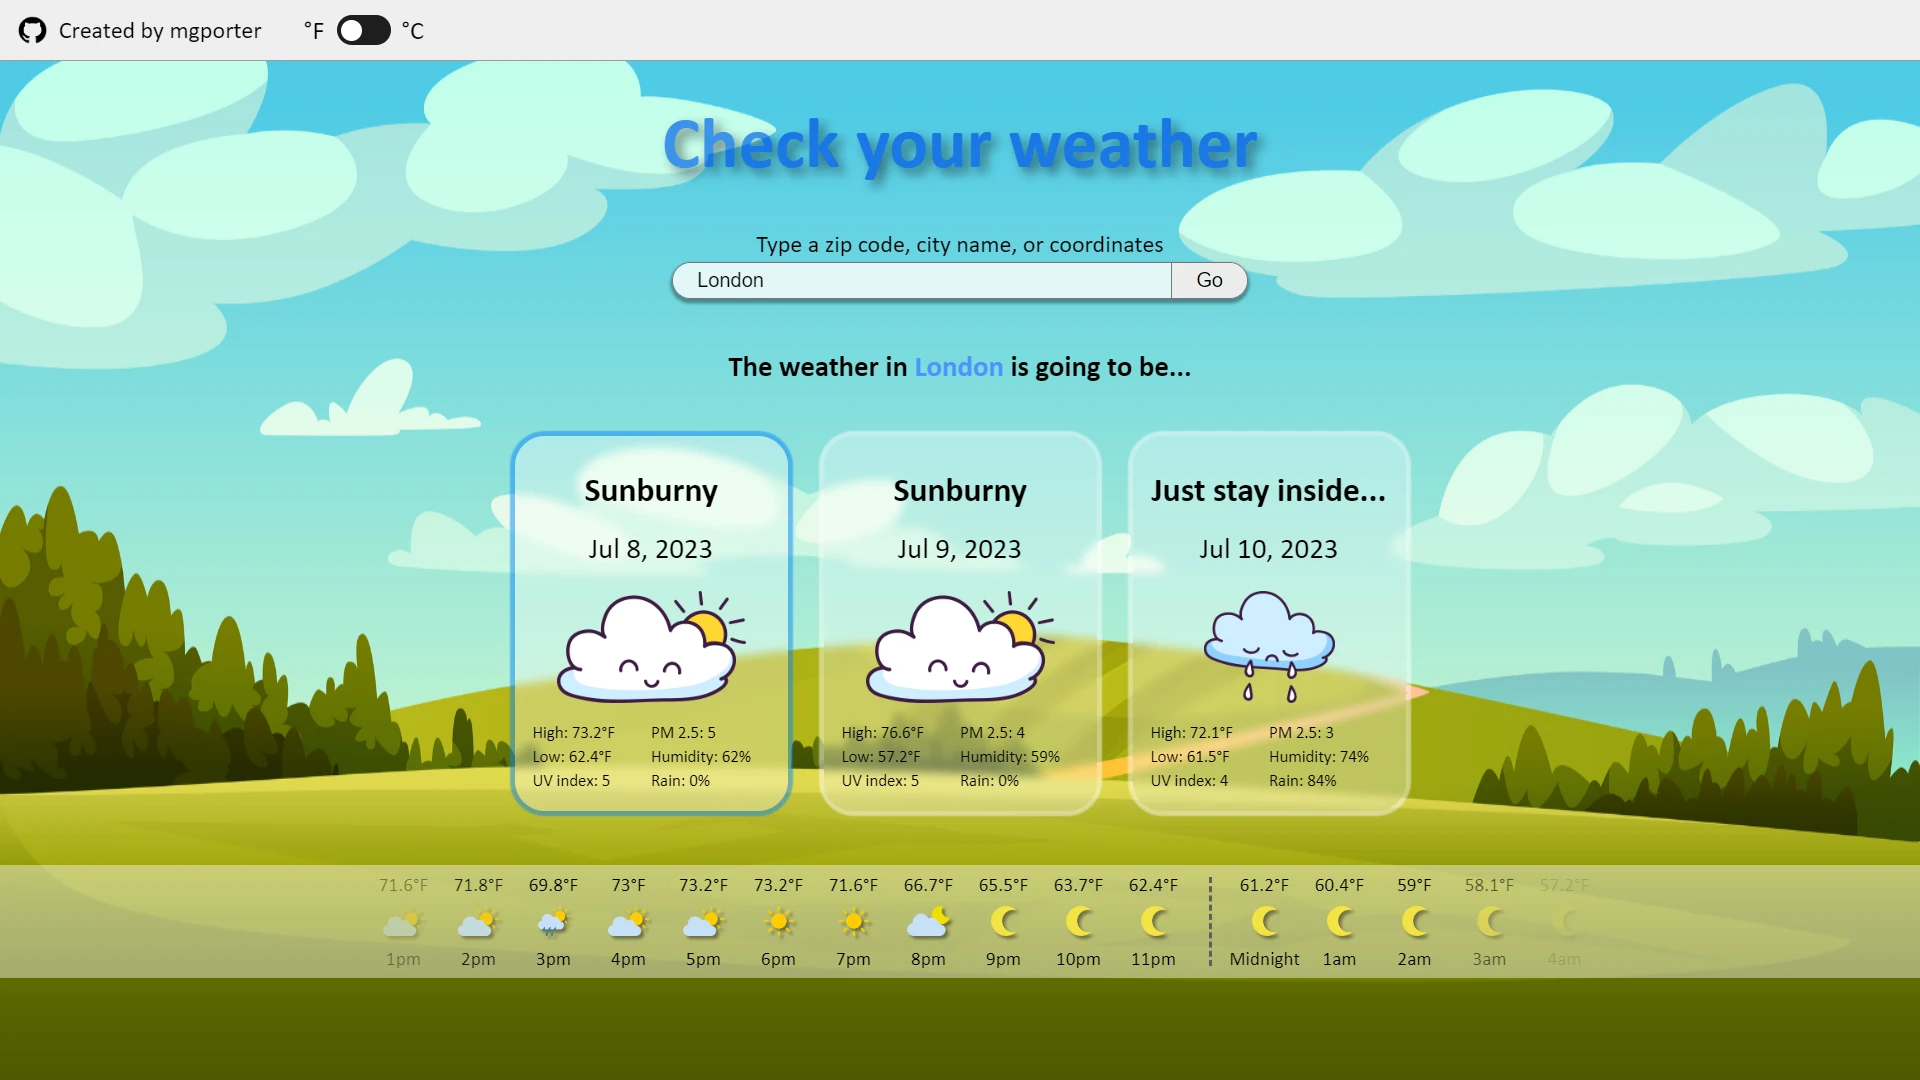 Created by mgporter °F °C
Check your weather
Type a zip code, city name, or coordinates
London Go
The weather in London is going to be...
Sunburny
Jul 8, 2023
High: 73.2°F PM 2.5: 5
Low: 62.4°F Humidity: 62%
UV index: 5 Rain: 0%
Sunburny
Jul 9, 2023
High: 76.6°F PM 2.5: 4
Low: 57.2°F Humidity: 59%
UV index: 5 Rain: 0%
Just stay inside...
Jul 10, 2023
High: 72.1°F PM 2.5: 3
Low: 61.5°F Humidity: 74%
UV index: 4 Rain: 84%
71.6°F 71.8°F 69.8°F 73°F 73.2°F 73.2°F 71.6°F 66.7°F 65.5°F 63.7°F 62.4°F 61.2°F 60.4°F 59°F 58.1°F 57.2°F
1pm 2pm 3pm 4pm 5pm 6pm 7pm 8pm 9pm 10pm 11pm Midnight 1am 2am 3am 4am